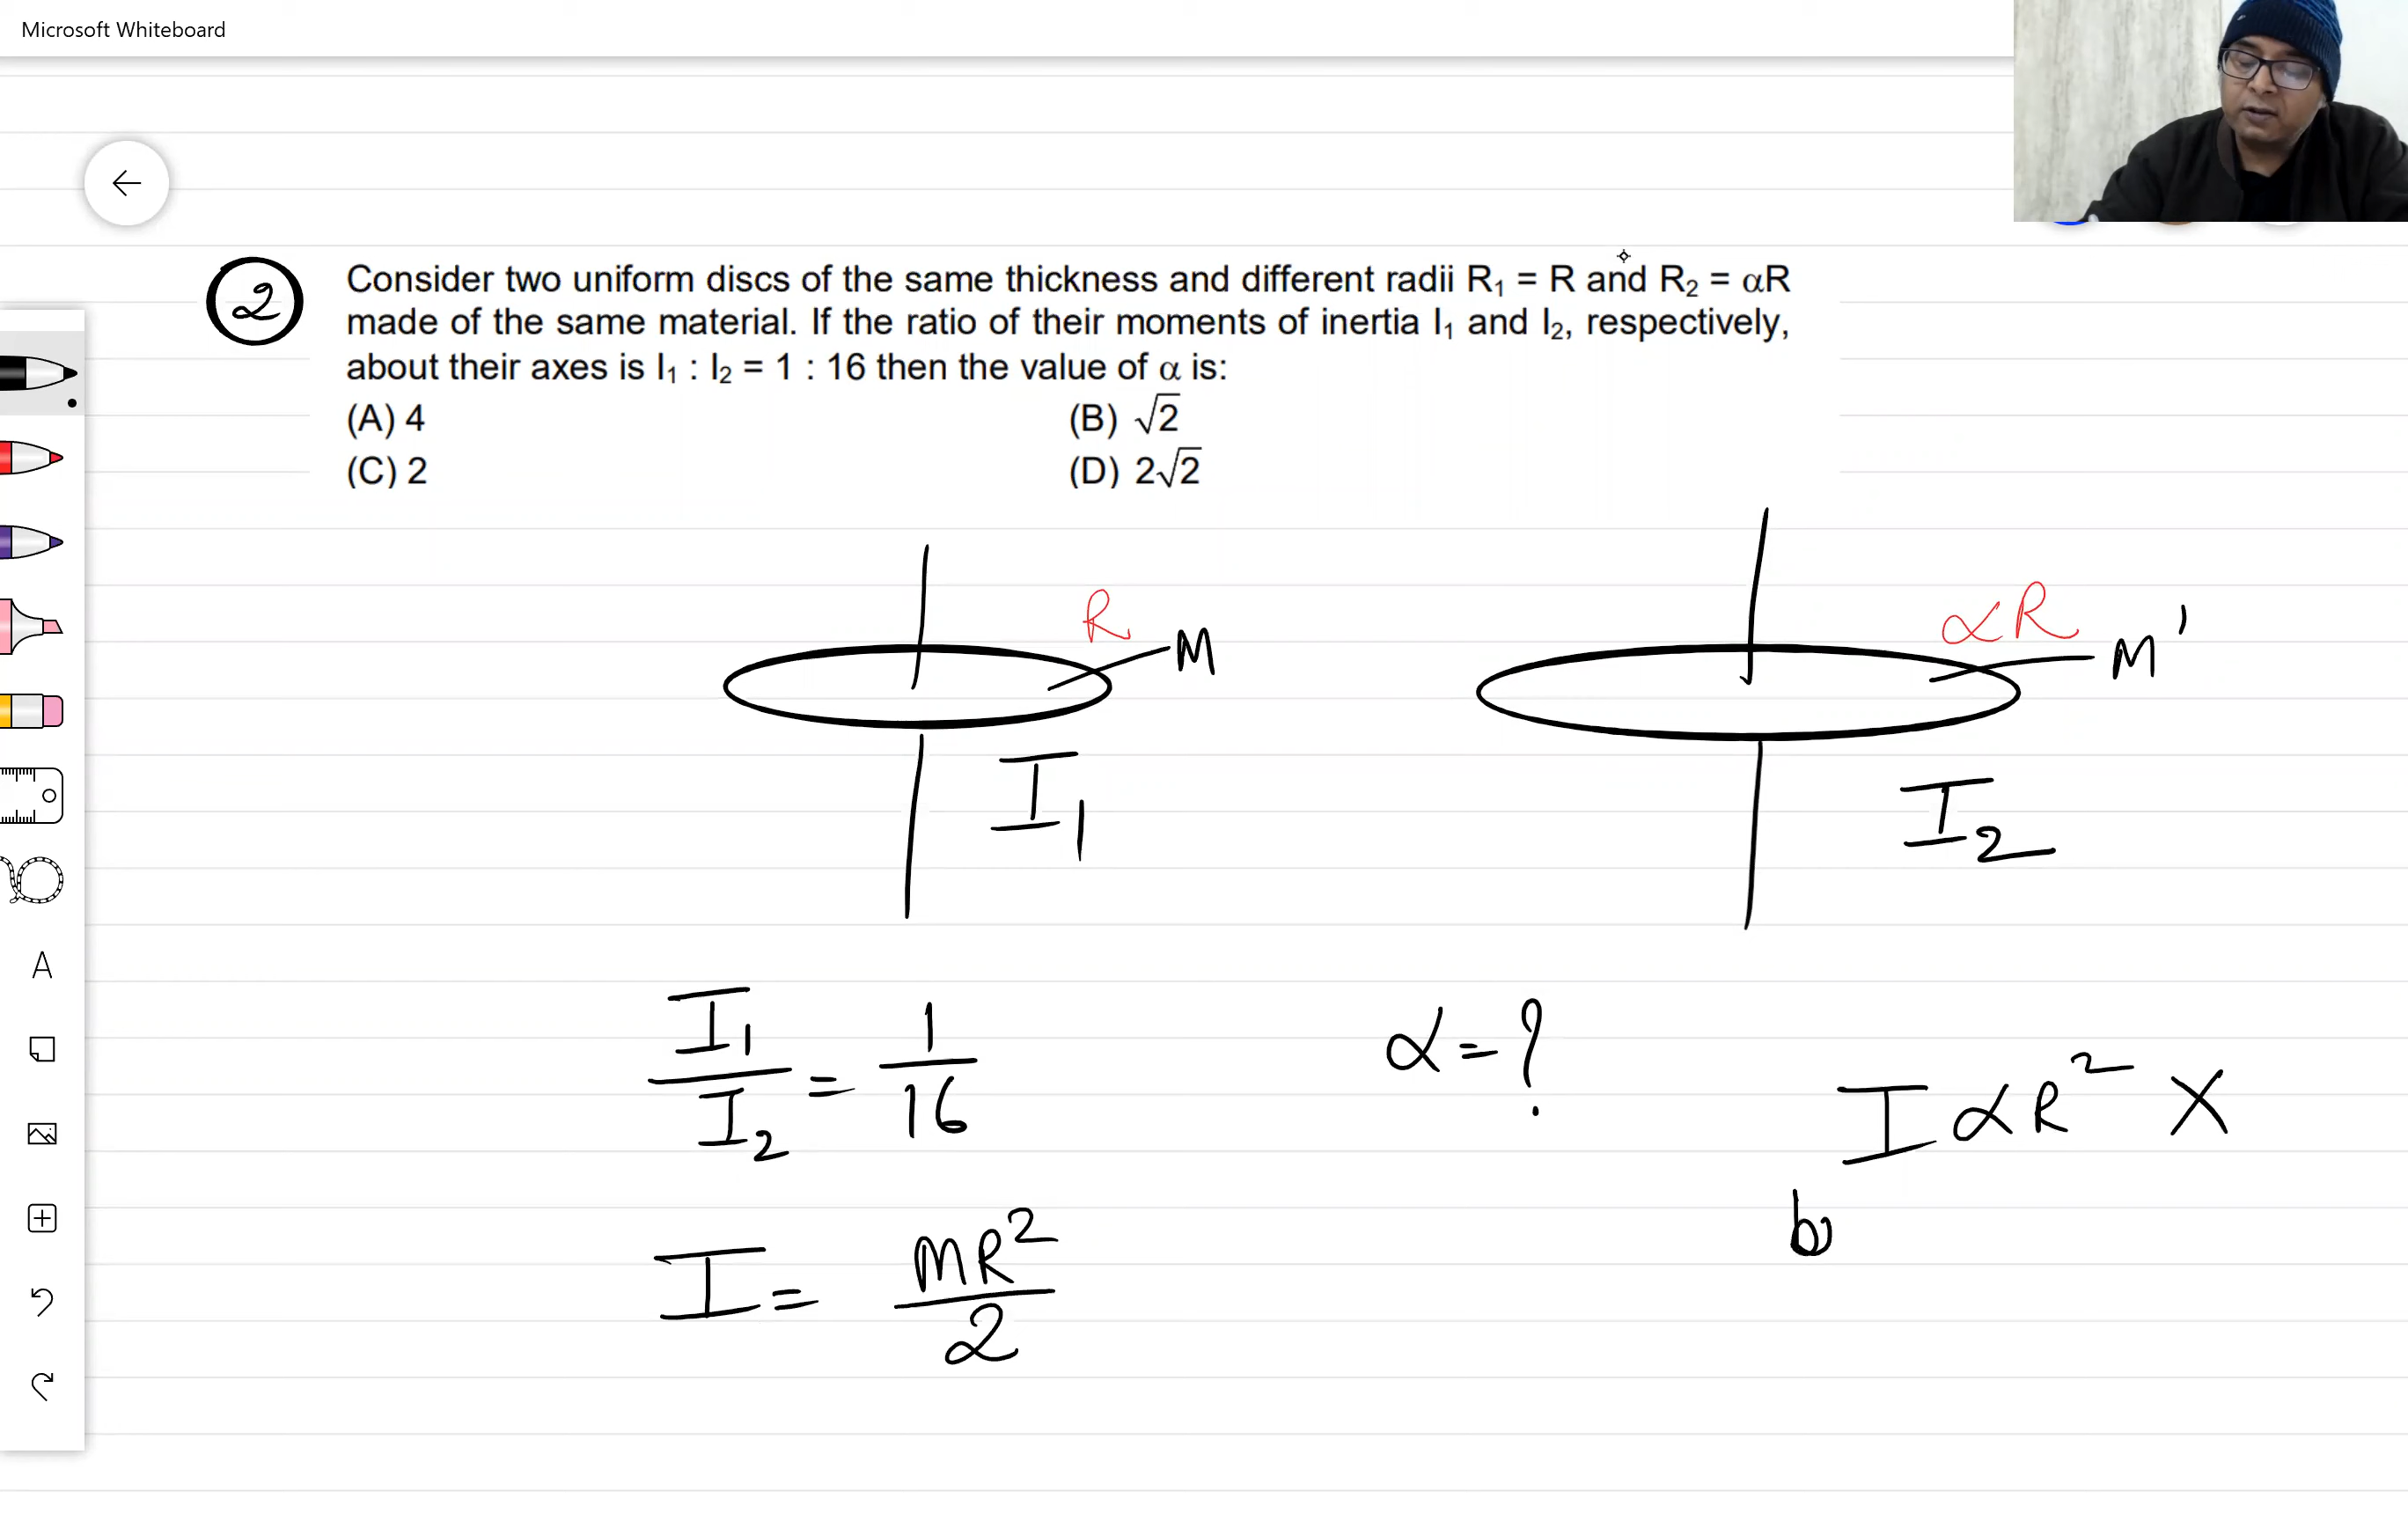 Microsoft Whiteboard
2 Consider two uniform discs of the same thickness and different radii R₁ = R and R₂ = αR
made of the same material. If the ratio of their moments of inertia I₁ and I₂, respectively,
about their axes is I₁ : I₂ = 1 : 16 then the value of α is:
(A) 4 (B) √2
(C) 2 (D) 2√2
R M αR M'
I₁ I₂
I₁/I₂ = 1/16 α = ? I α R² X
I = MR²/2
A